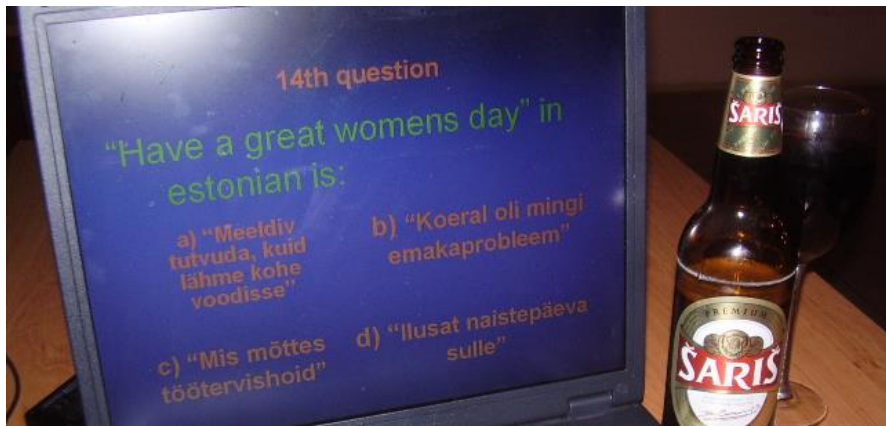 14th question
“Have a great womens day” in
estonian is:
a) “Meeldiv
tutvuda, kuid
lähme kohe
voodisse”
b) “Koeral oli mingi
emakaprobleem”
c) “Mis mõttes
töötervishoid”
d) “Ilusat naistepäeva
sulle”
ŠARIŠ
PREMIUM
ŠARIŠ